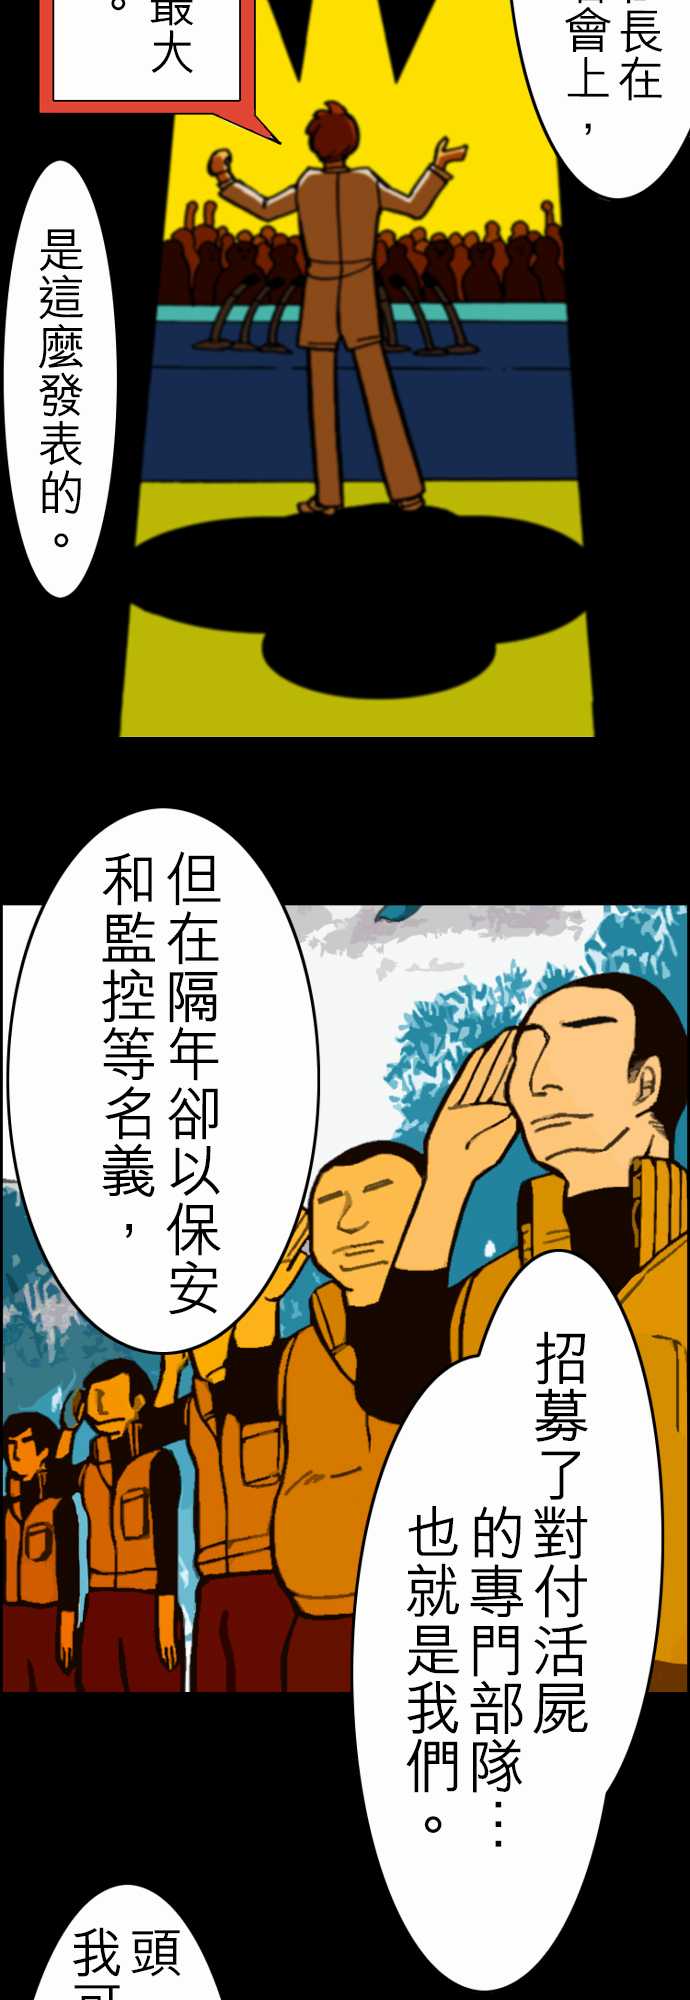 長在
會上，
最大
。
是這麼發表的。
但在隔年卻以保安
和監控等名義，
招募了對付活屍
的專門部隊…
也就是我們。
頭
我